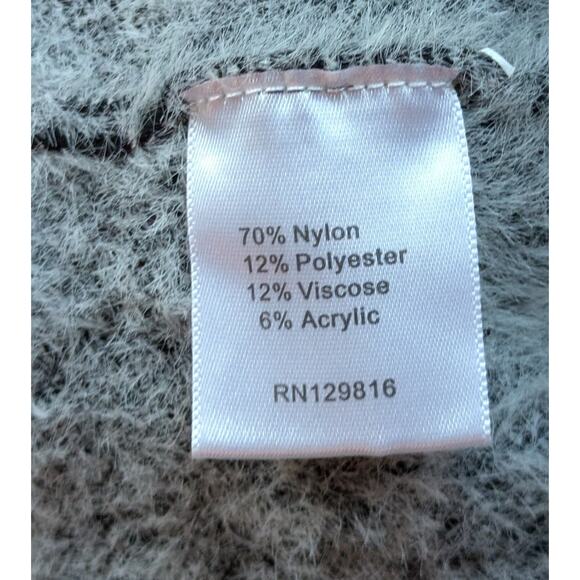 70% Nylon
12% Polyester
12% Viscose
6% Acrylic
RN129816